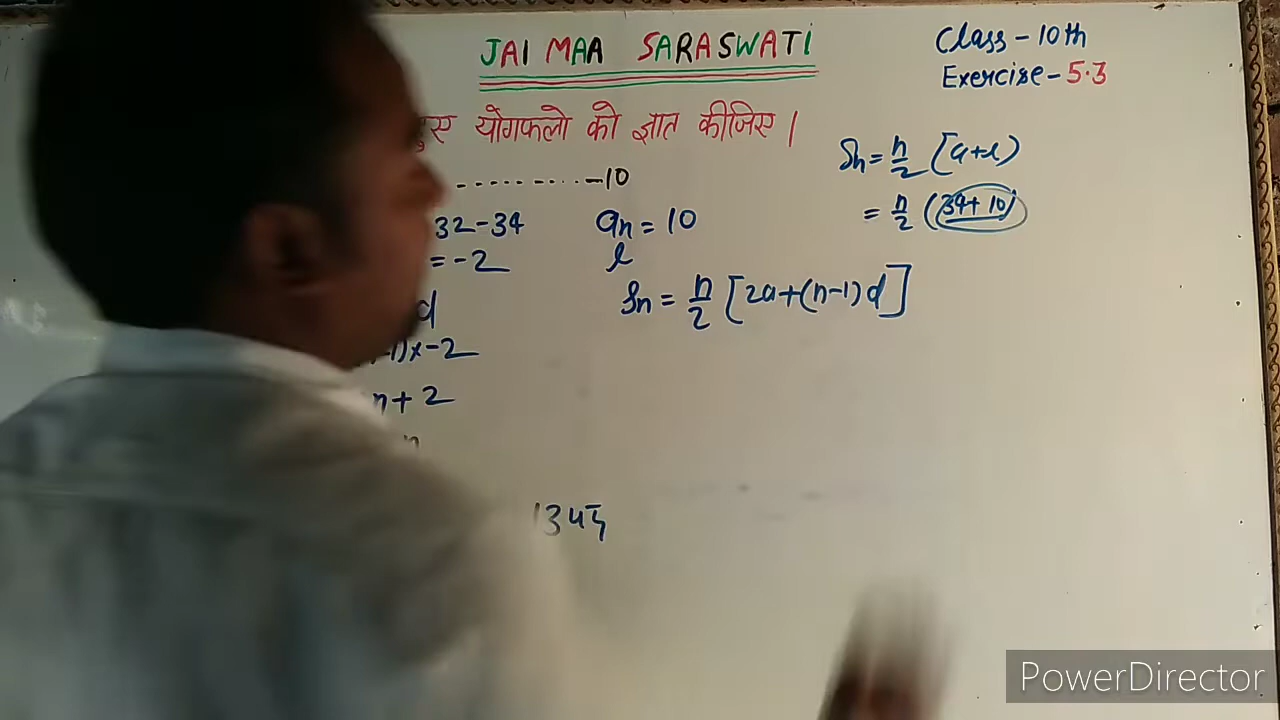 JAI MAA SARASWATI
Class - 10th
Exercise - 5.3
हुए योगफलो को ज्ञात कीजिए |
- - - - - - - - - - - 10
32 - 34
= -2
d
-1) x -2
n + 2
n
an = 10
l
Sn = n/2 [2a + (n-1) d]
Sn = n/2 [a + l)
= n/2 (34 + 10)
PowerDirector